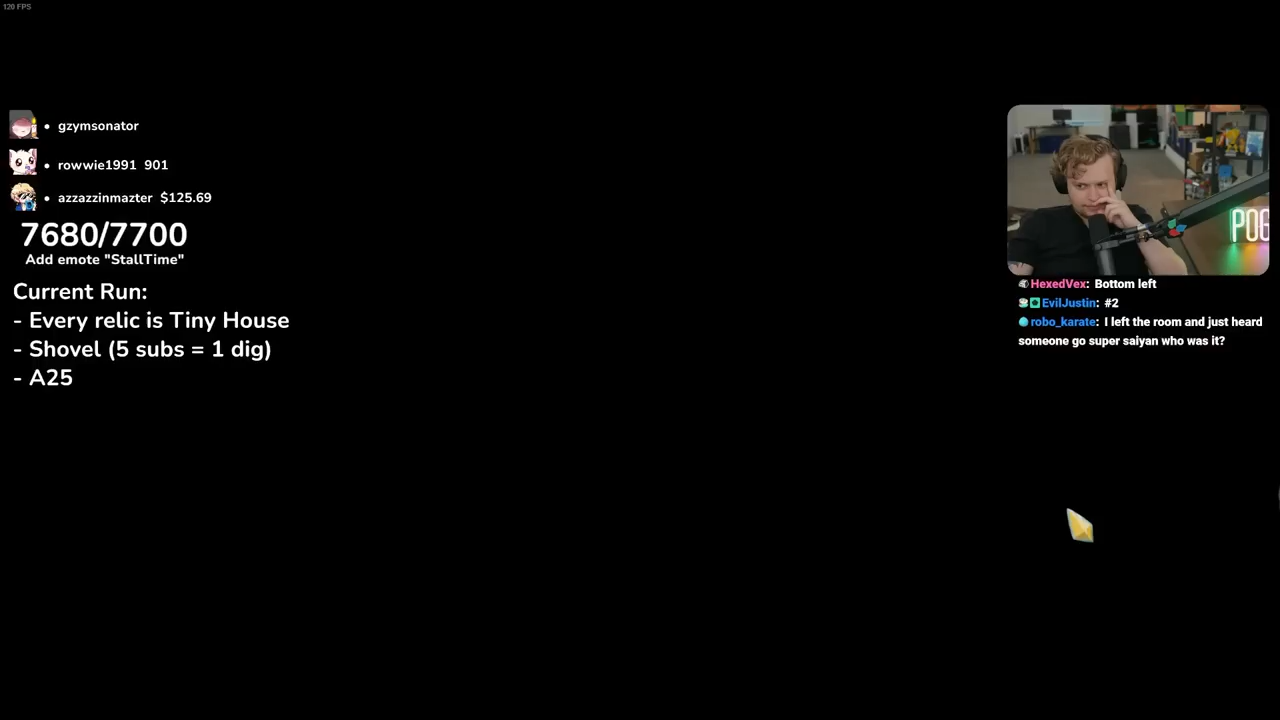 120 FPS
• gzymsonator
• rowwie1991 901
• azzazzinmazter $125.69
7680/7700
Add emote "StallTime"
Current Run:
- Every relic is Tiny House
- Shovel (5 subs = 1 dig)
- A25
POG
HexedVex: Bottom left
EvilJustin: #2
robo_karate: I left the room and just heard
someone go super saiyan who was it?